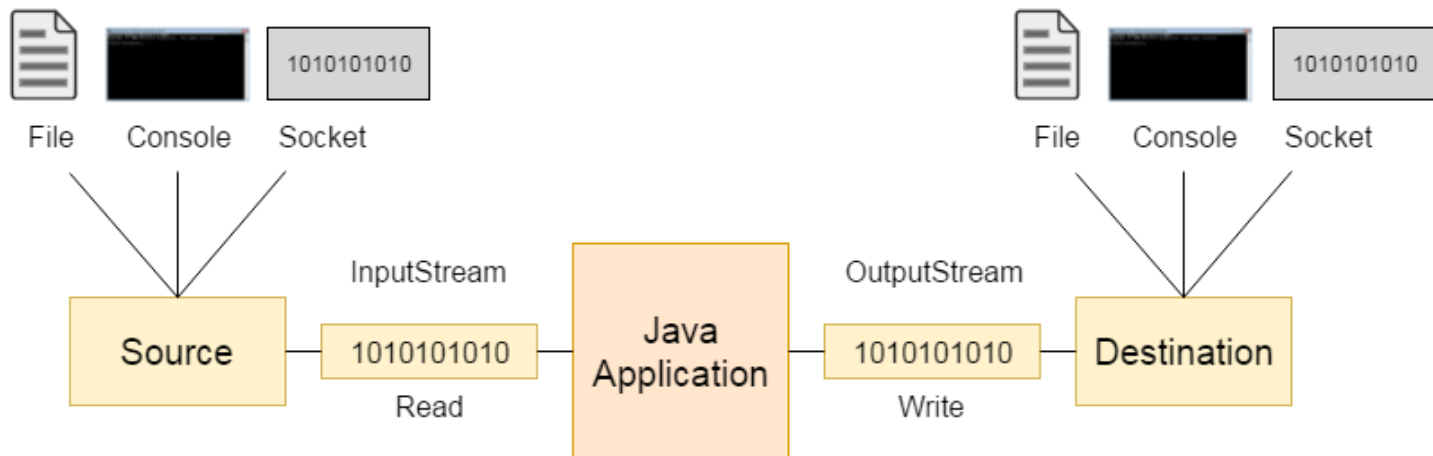 1010101010
1010101010
File Console Socket
File Console Socket
InputStream
OutputStream
Source
1010101010
Java
Application
1010101010
Destination
Read
Write